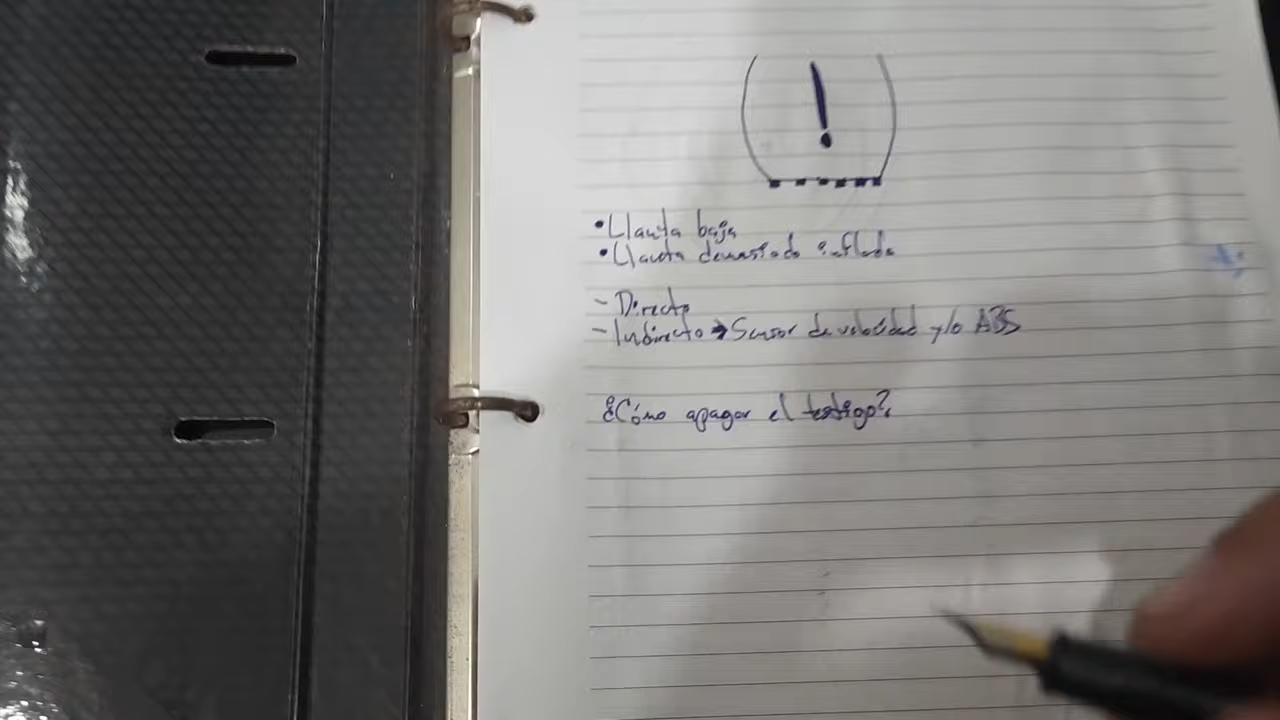 !
•Llanta baja
•Llanta demasiado inflada
- Directo
- Indirecto → Sensor de velocidad y/o ABS
¿Cómo apagar el testigo?